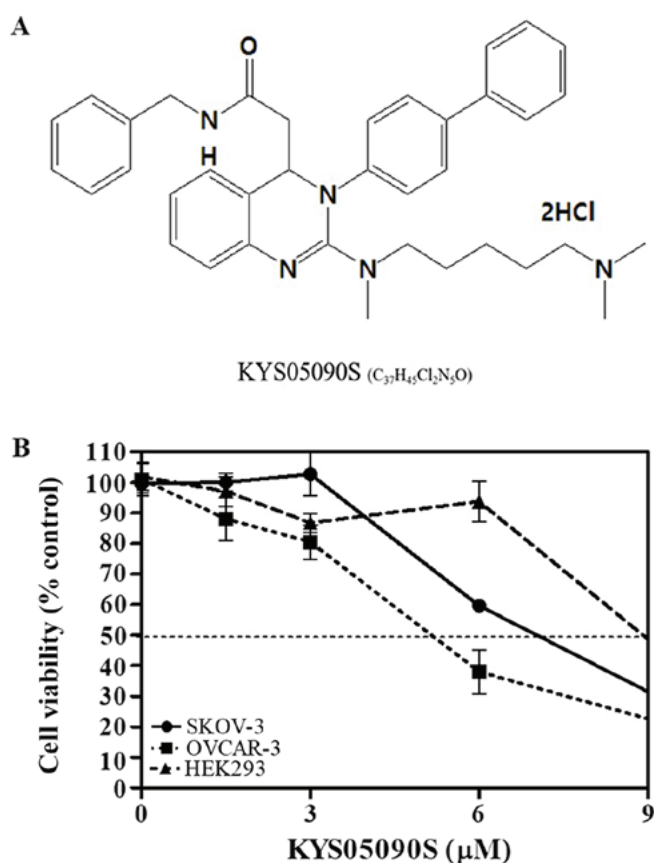 A
O
N
H
N
2HCl
N
N
N
KYS05090S (C₃₇H₄₅Cl₂N₅O)
B
110
100
90
80
70
60
50
40
30
20
10
0
Cell viability (% control)
SKOV-3
OVCAR-3
HEK293
0 3 6 9
KYS05090S (μM)